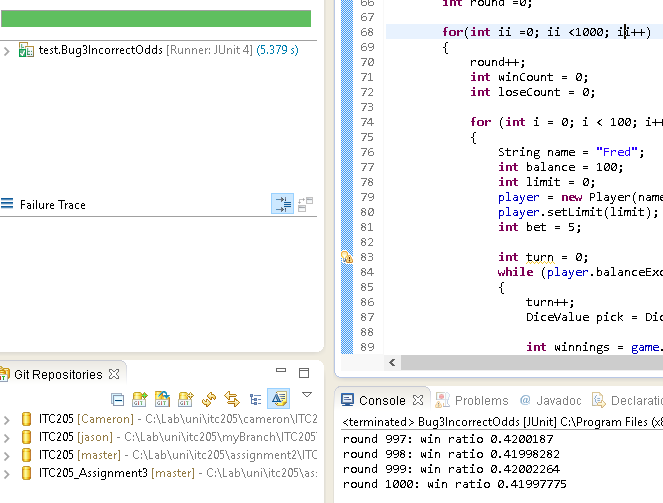 test.Bug3IncorrectOdds [Runner: JUnit 4] (5.379 s)
Failure Trace
Git Repositories
ITC205 [Cameron] - C:\Lab\uni\itc205\cameron\ITC2
ITC205 [jason] - C:\Lab\uni\itc205\myBranch\ITC205
ITC205 [master] - C:\Lab\uni\itc205\assignment2\ITC
ITC205_Assignment3 [master] - C:\Lab\uni\itc205\as:
66 int round =0;
67
68 for(int ii =0; ii <1000; ii++)
69 {
70 round++;
71 int winCount = 0;
72 int loseCount = 0;
73
74 for (int i = 0; i < 100; i++
75 {
76 String name = "Fred";
77 int balance = 100;
78 int limit = 0;
79 player = new Player(name
80 player.setLimit(limit);
81 int bet = 5;
82
83 int turn = 0;
84 while (player.balanceExc
85 {
86 turn++;
87 DiceValue pick = Dic
88
89 int winnings = game.
Console Problems @ Javadoc Declaratio
<terminated> Bug3IncorrectOdds [JUnit] C:\Program Files (x8
round 997: win ratio 0.4200187
round 998: win ratio 0.41998282
round 999: win ratio 0.42002264
round 1000: win ratio 0.41997775